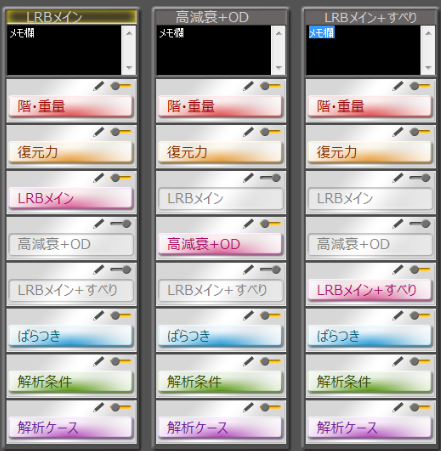 LRBメイン
メモ欄
階・重量
復元力
LRBメイン
高減衰+OD
LRBメイン+すべり
ばらつき
解析条件
解析ケース
高減衰+OD
メモ欄
階・重量
復元力
LRBメイン
高減衰+OD
LRBメイン+すべり
ばらつき
解析条件
解析ケース
LRBメイン+すべり
メモ欄
階・重量
復元力
LRBメイン
高減衰+OD
LRBメイン+すべり
ばらつき
解析条件
解析ケース